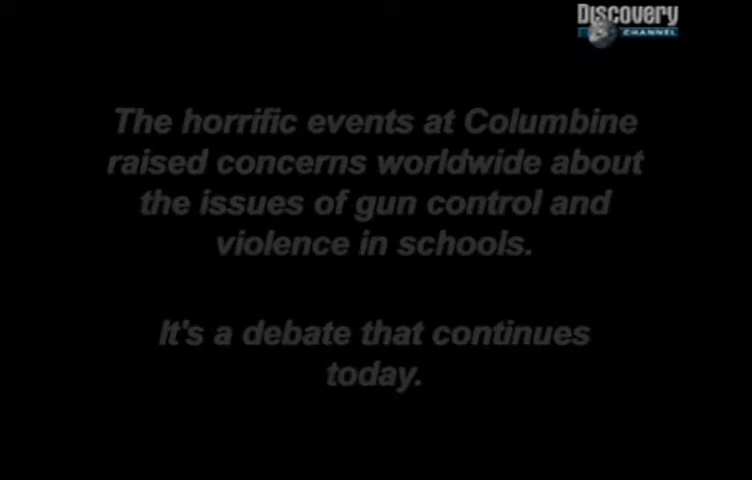 Discovery
CHANNEL
The horrific events at Columbine
raised concerns worldwide about
the issues of gun control and
violence in schools.
It's a debate that continues
today.